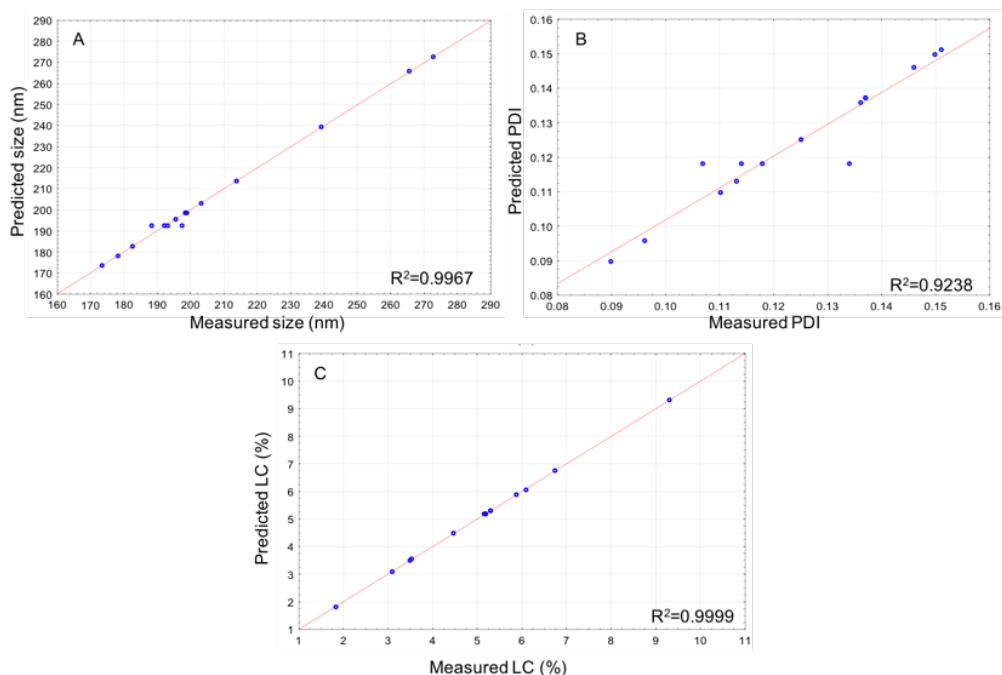 A
290
280
270
260
250
240
230
220
210
200
190
180
170
160
Predicted size (nm)
R²=0.9967
160 170 180 190 200 210 220 230 240 250 260 270 280 290
Measured size (nm)
B
0.16
0.15
0.14
0.13
0.12
0.11
0.10
0.09
0.08
Predicted PDI
R²=0.9238
0.08 0.09 0.10 0.11 0.12 0.13 0.14 0.15 0.16
Measured PDI
C
11
10
9
8
7
6
5
4
3
2
1
Predicted LC (%)
R²=0.9999
1 2 3 4 5 6 7 8 9 10 11
Measured LC (%)